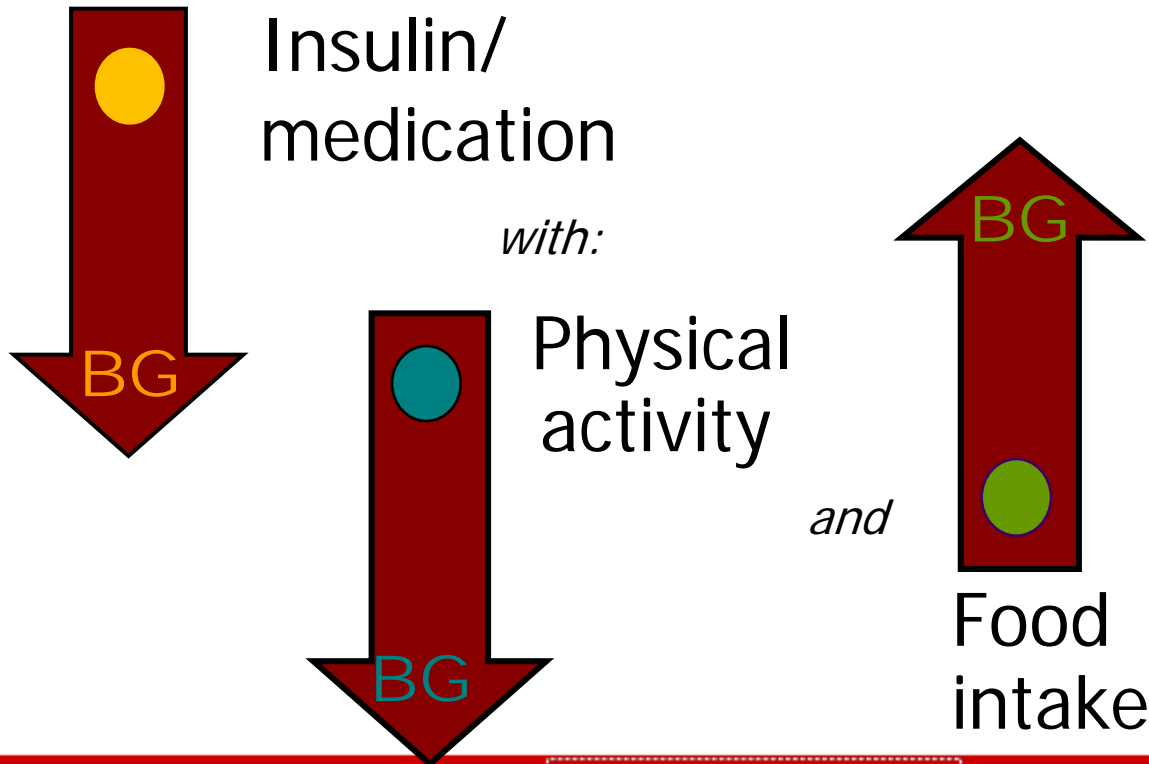 Insulin/
medication
BG
with:
Physical
activity
BG
and
BG
Food
intake